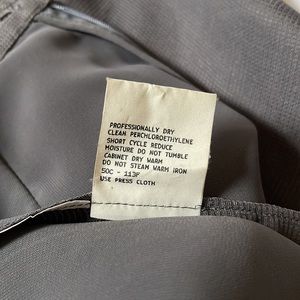 PROFESSIONALLY DRY
CLEAN PERCHLOROETHYLENE
SHORT CYCLE REDUCE
MOISTURE DO NOT TUMBLE
CABINET DRY WARM
DO NOT STEAM WARM IRON
50C - 113F
USE PRESS CLOTH